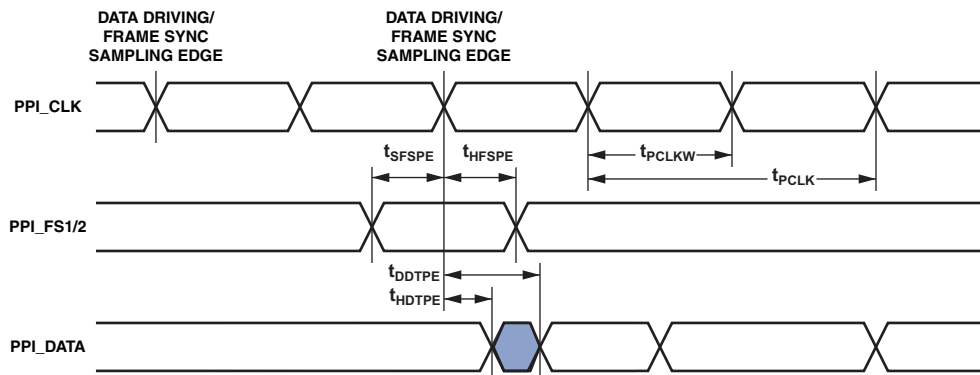 DATA DRIVING/
FRAME SYNC
SAMPLING EDGE
DATA DRIVING/
FRAME SYNC
SAMPLING EDGE
PPI_CLK
tSFSPE
tHFSPE
tPCLKW
tPCLK
PPI_FS1/2
tDDTPE
tHDTPE
PPI_DATA